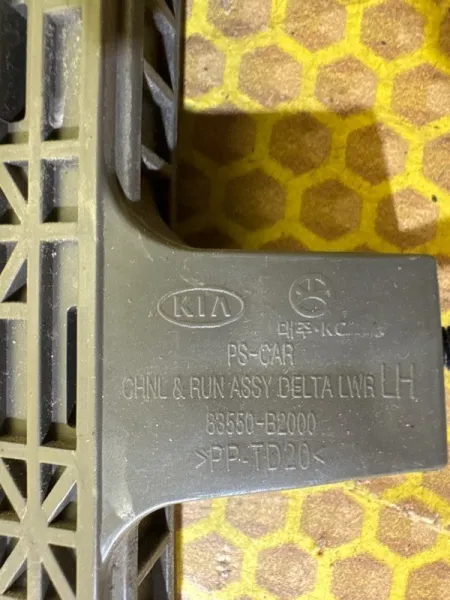 KIA
PS-CAR
CHNL & RUN ASSY DELTA LWR LH
83550-B2000
>PP-TD20<